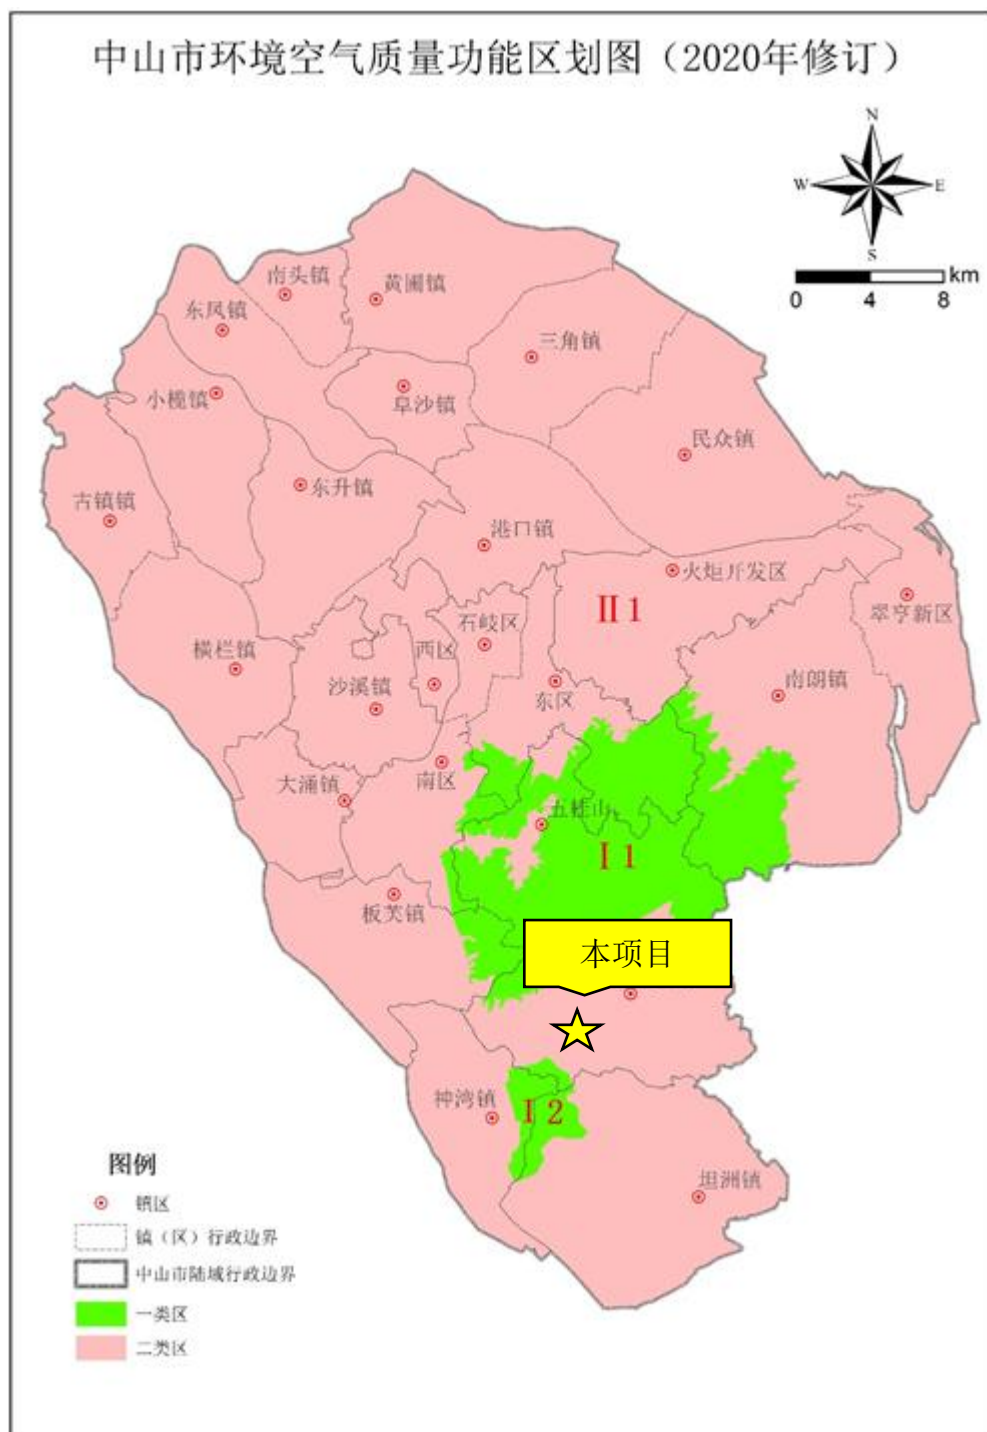 中山市环境空气质量功能区划图（2020年修订）
N
W
E
S
km
0
4
8
南头镇
黄圃镇
东凤镇
三角镇
小榄镇
阜沙镇
民众镇
东升镇
古镇镇
港口镇
火炬开发区
翠亨新区
Ⅱ1
石岐区
西区
横栏镇
沙溪镇
东区
南朗镇
南区
大涌镇
五桂山
Ⅰ1
板芙镇
本项目
神湾镇
Ⅰ2
坦洲镇
图例
镇区
镇（区）行政边界
中山市陆域行政边界
一类区
二类区